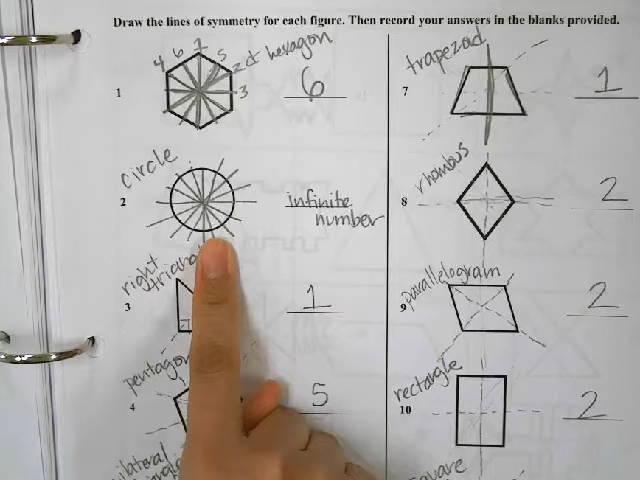 Draw the lines of symmetry for each figure. Then record your answers in the blanks provided.
1
4 6 1 5 2 3
hexagon
6
2
circle
infinite
number
3
right
1
4
pentagon
5
7
trapezoid
1
8
rhombus
2
9
parallelogram
2
10
rectangle
2